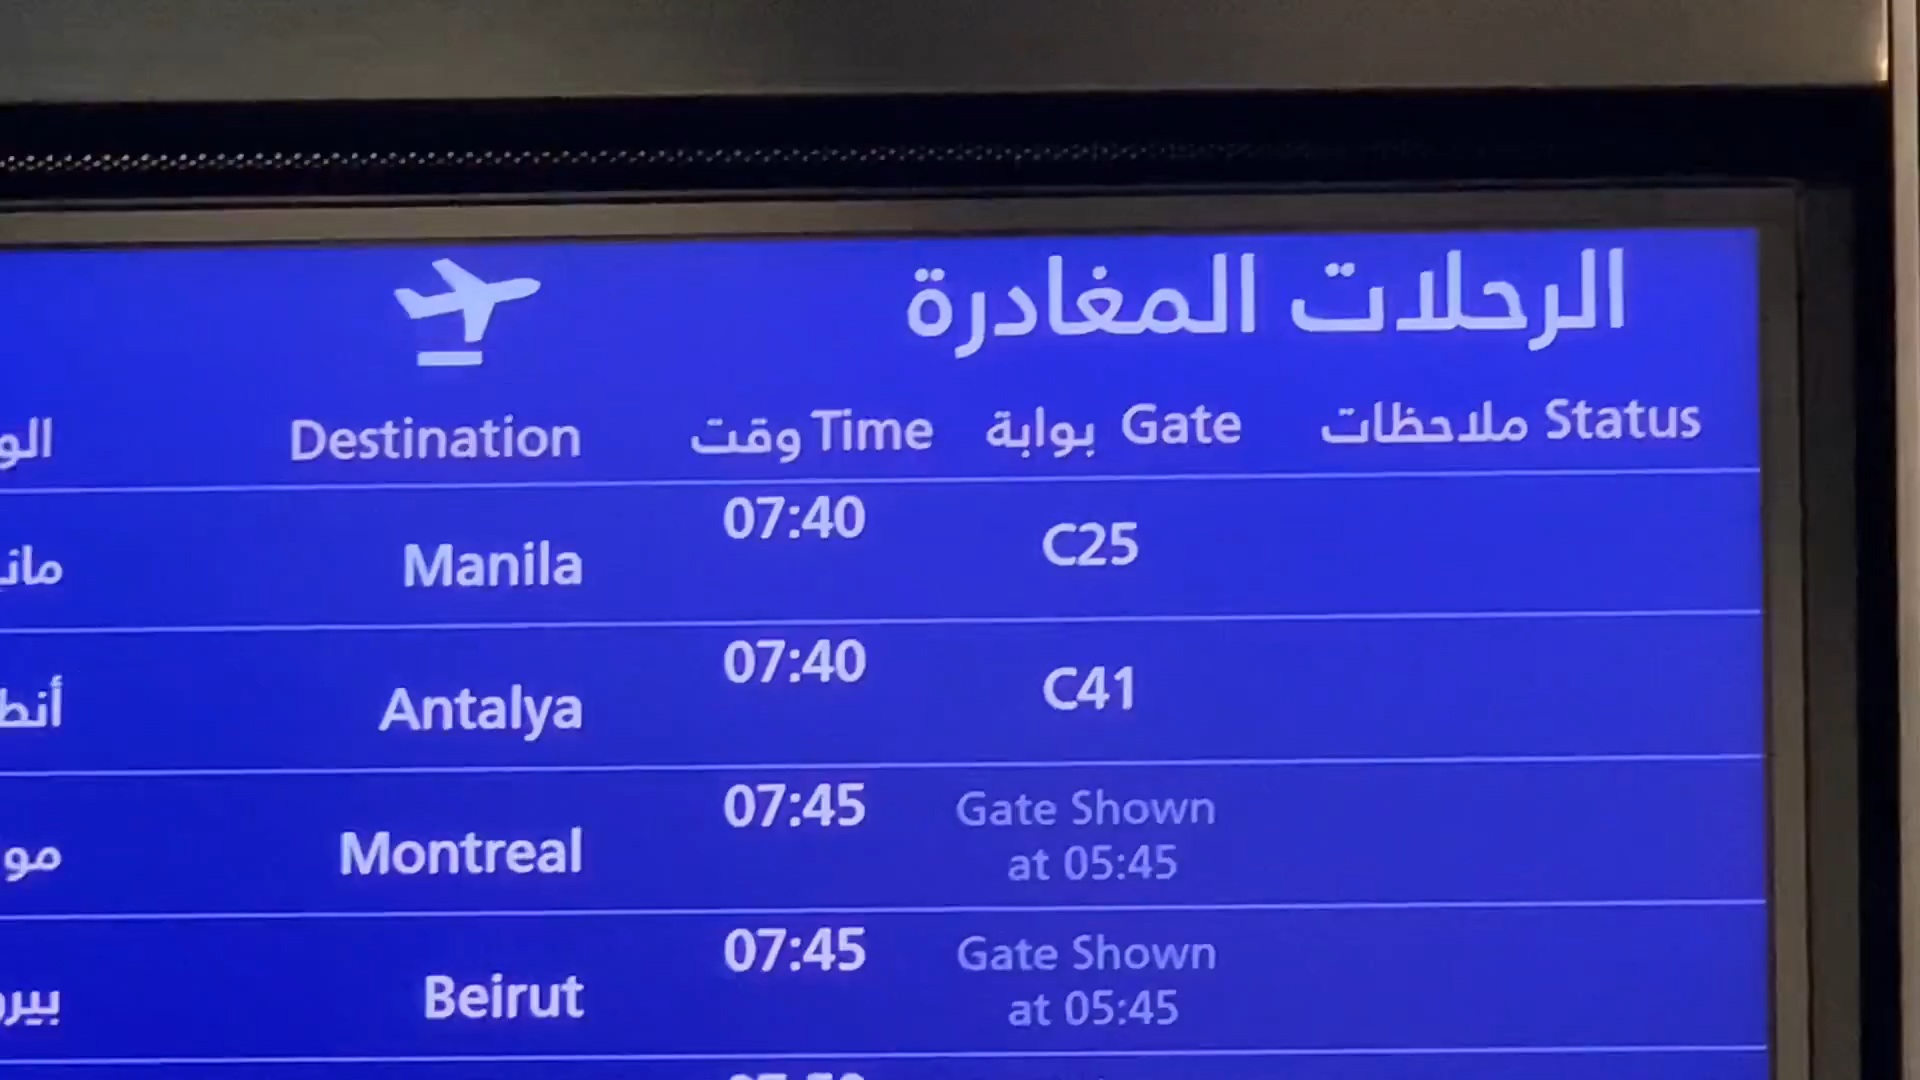 الرحلات المغادرة
Destination وقت Time بوابة Gate ملاحظات Status
Manila 07:40 C25
Antalya 07:40 C41
Montreal 07:45 Gate Shown
at 05:45
Beirut 07:45 Gate Shown
at 05:45